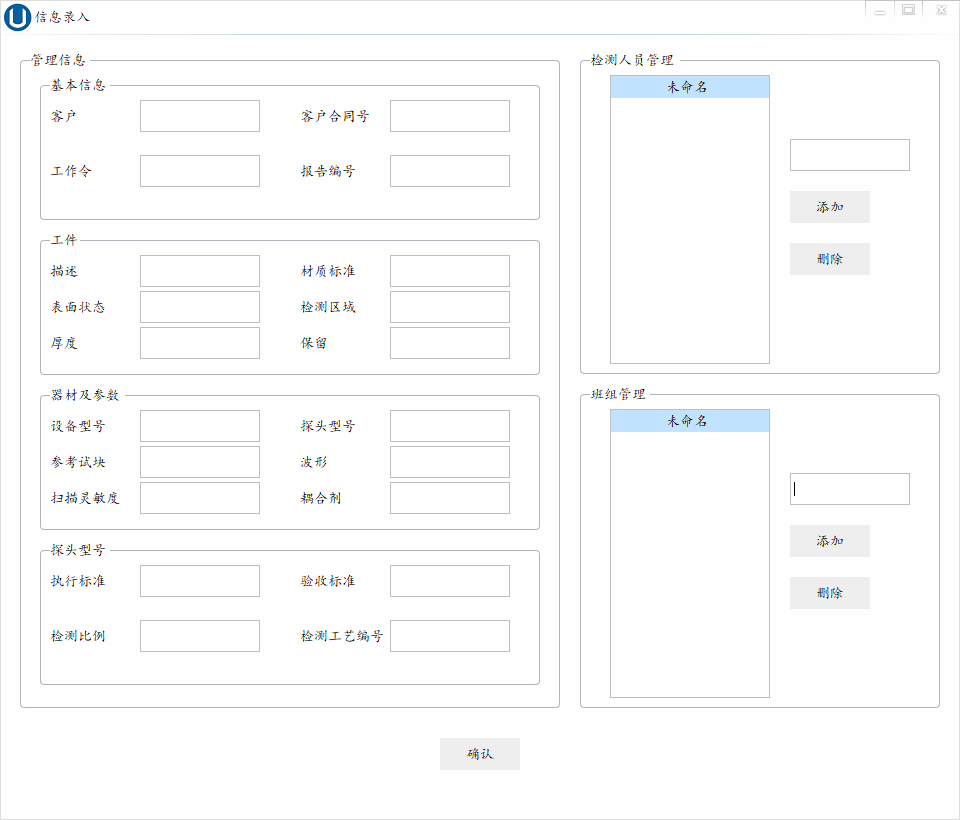 信息录入
管理信息
基本信息
客户
客户合同号
工作令
报告编号
工件
描述
材质标准
表面状态
检测区域
厚度
保留
器材及参数
设备型号
探头型号
参考试块
波形
扫描灵敏度
耦合剂
探头型号
执行标准
验收标准
检测比例
检测工艺编号
检测人员管理
未命名
添加
删除
班组管理
未命名
添加
删除
确认